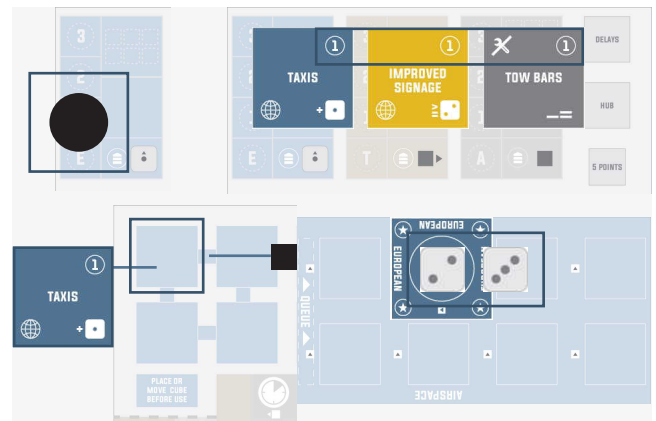 3
2
E
1
TAXIS
+
1
IMPROVED
SIGNAGE
≥
1
TOW BARS
E
T
A
DELAYS
HUB
5 POINTS
1
TAXIS
+
PLACE OR
MOVE CUBE
BEFORE USE
QUEUE
EUROPEAN
EUROPEAN
EUROPEAN
AIRSPACE